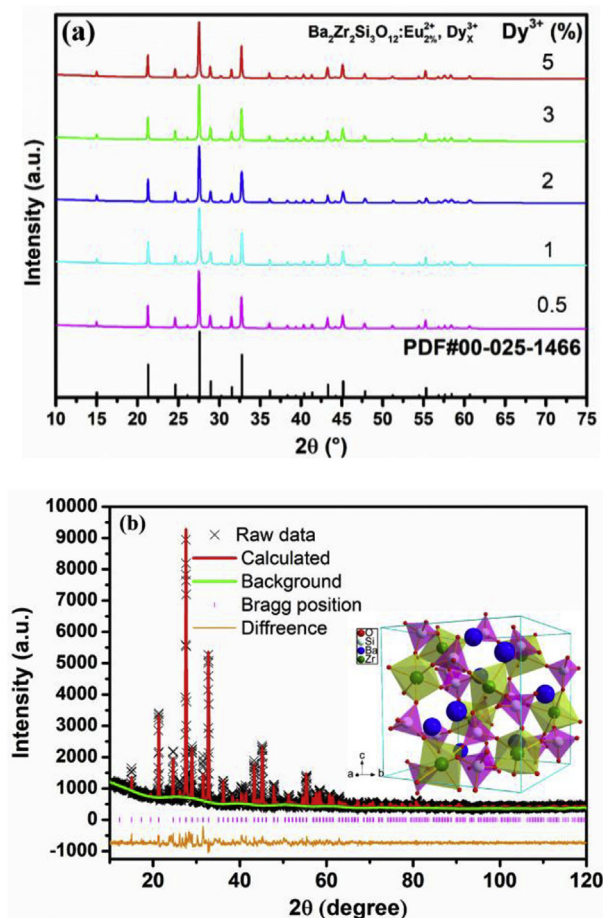 (a)
Ba₂Zr₂Si₃O₁₂:Eu²⁺₂%, Dy³⁺ₓ Dy³⁺ (%)
5
3
2
1
0.5
PDF#00-025-1466
Intensity (a.u.)
10 15 20 25 30 35 40 45 50 55 60 65 70 75
2θ (°)
(b)
10000
9000
8000
7000
6000
5000
4000
3000
2000
1000
0
-1000
Intensity (a.u.)
Raw data
Calculated
Background
Bragg position
Diffreence
O
Si
Ba
Zr
c
a b
20 40 60 80 100 120
2θ (degree)